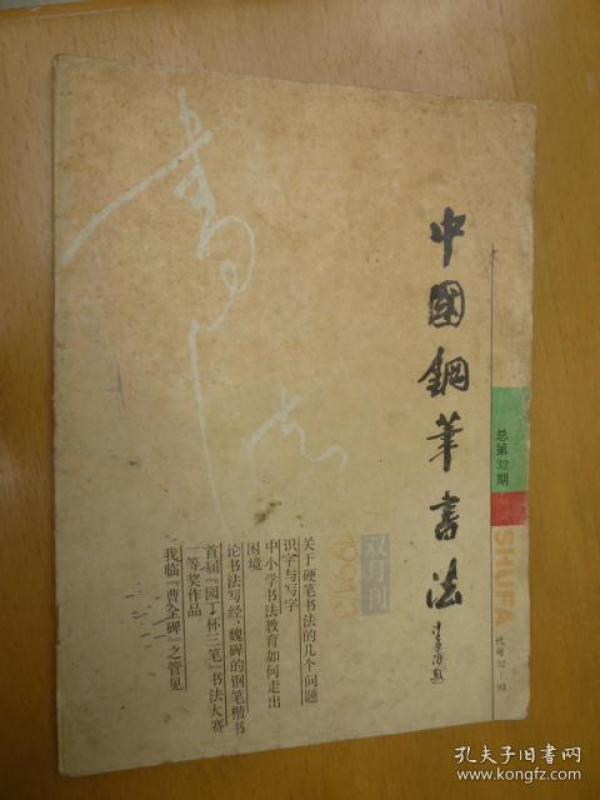 書法
中國鋼筆書法
总第32期
SHUFA
双月刊
关于硬笔书法的几个问题
识字与写字
中小学书法教育如何走出
困境
论书法写经、魏碑的钢笔楷书
首届『园丁杯三笔』书法大赛
一等奖作品
我临『曹全碑』之管见
孔夫子旧书网
www.kongfz.com